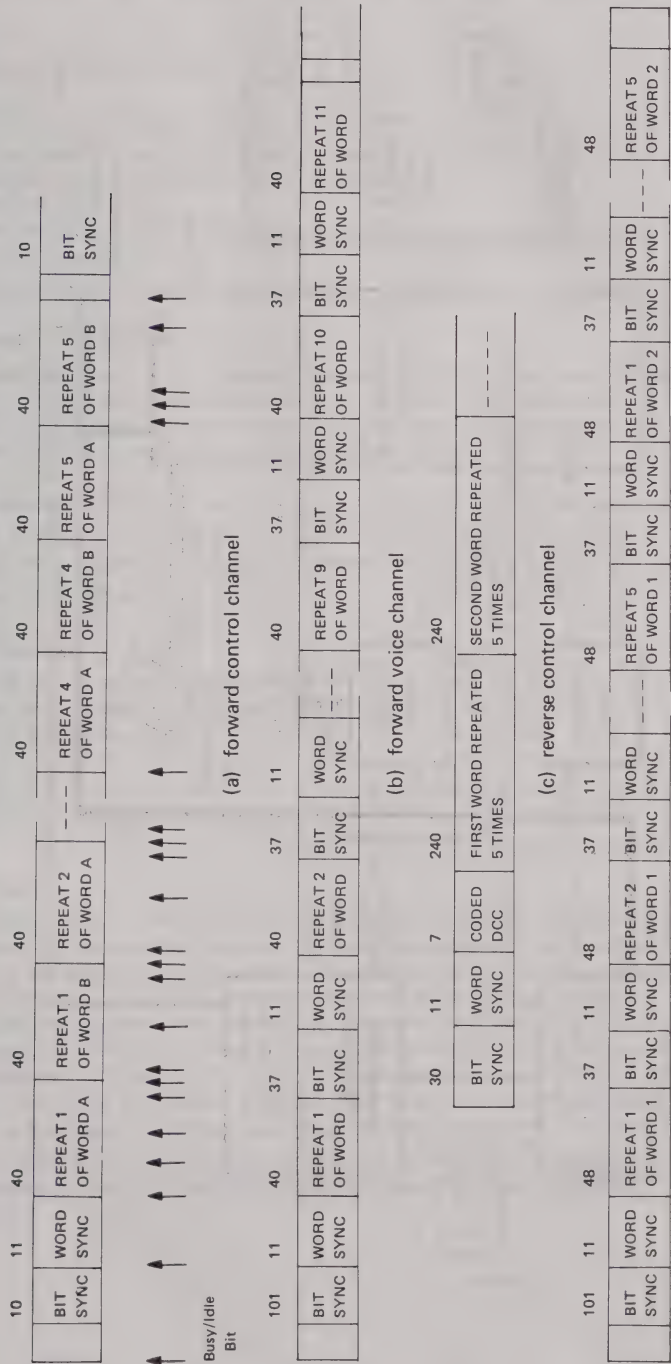 10 11 40 40 40 40 40 40 40 10
BIT WORD REPEAT 1 REPEAT 1 REPEAT 2 – – – REPEAT 4 REPEAT 4 REPEAT 5 REPEAT 5 BIT
SYNC SYNC OF WORD A OF WORD B OF WORD A OF WORD A OF WORD B OF WORD A OF WORD B SYNC
Busy/Idle
Bit
(a) forward control channel
101 11 40 37 11 40 37 11 40 37. 11 40 37 11 40
BIT WORD REPEAT 1 BIT WORD REPEAT 2 BIT WORD – – – REPEAT 9 BIT WORD REPEAT 10 BIT WORD REPEAT 11
SYNC SYNC OF WORD SYNC SYNC OF WORD SYNC SYNC OF WORD SYNC SYNC OF WORD SYNC SYNC OF WORD
(b) forward voice channel
30 11 7 240 240
BIT WORD CODED FIRST WORD REPEATED SECOND WORD REPEATED – – – – –
SYNC SYNC DCC 5 TIMES 5 TIMES
(c) reverse control channel
101 11 48 37 11 48 37 11 48 37 11 48 37 11 48
BIT WORD REPEAT 1 BIT WORD REPEAT 2 BIT WORD – – – REPEAT 5 BIT WORD REPEAT 1 BIT WORD – – – REPEAT 5
SYNC SYNC OF WORD 1 SYNC SYNC OF WORD 1 SYNC SYNC OF WORD 1 SYNC SYNC OF WORD 2 SYNC SYNC OF WORD 2